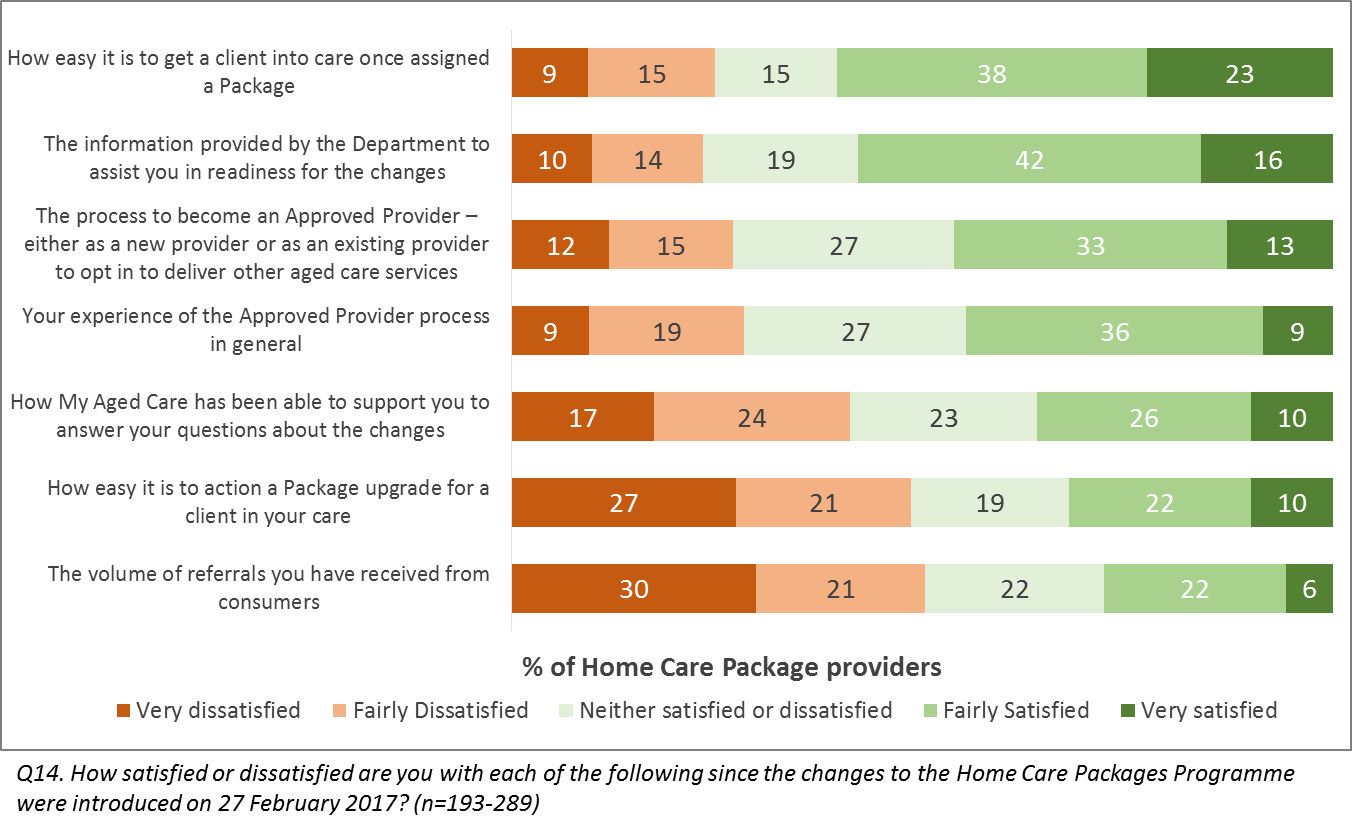 How easy it is to get a client into care once assigned
a Package
9 15 15 38 23
The information provided by the Department to
assist you in readiness for the changes
10 14 19 42 16
The process to become an Approved Provider –
either as a new provider or as an existing provider
to opt in to deliver other aged care services
12 15 27 33 13
Your experience of the Approved Provider process
in general
9 19 27 36 9
How My Aged Care has been able to support you to
answer your questions about the changes
17 24 23 26 10
How easy it is to action a Package upgrade for a
client in your care
27 21 19 22 10
The volume of referrals you have received from
consumers
30 21 22 22 6
% of Home Care Package providers
Very dissatisfied Fairly Dissatisfied Neither satisfied or dissatisfied Fairly Satisfied Very satisfied
Q14. How satisfied or dissatisfied are you with each of the following since the changes to the Home Care Packages Programme
were introduced on 27 February 2017? (n=193-289)